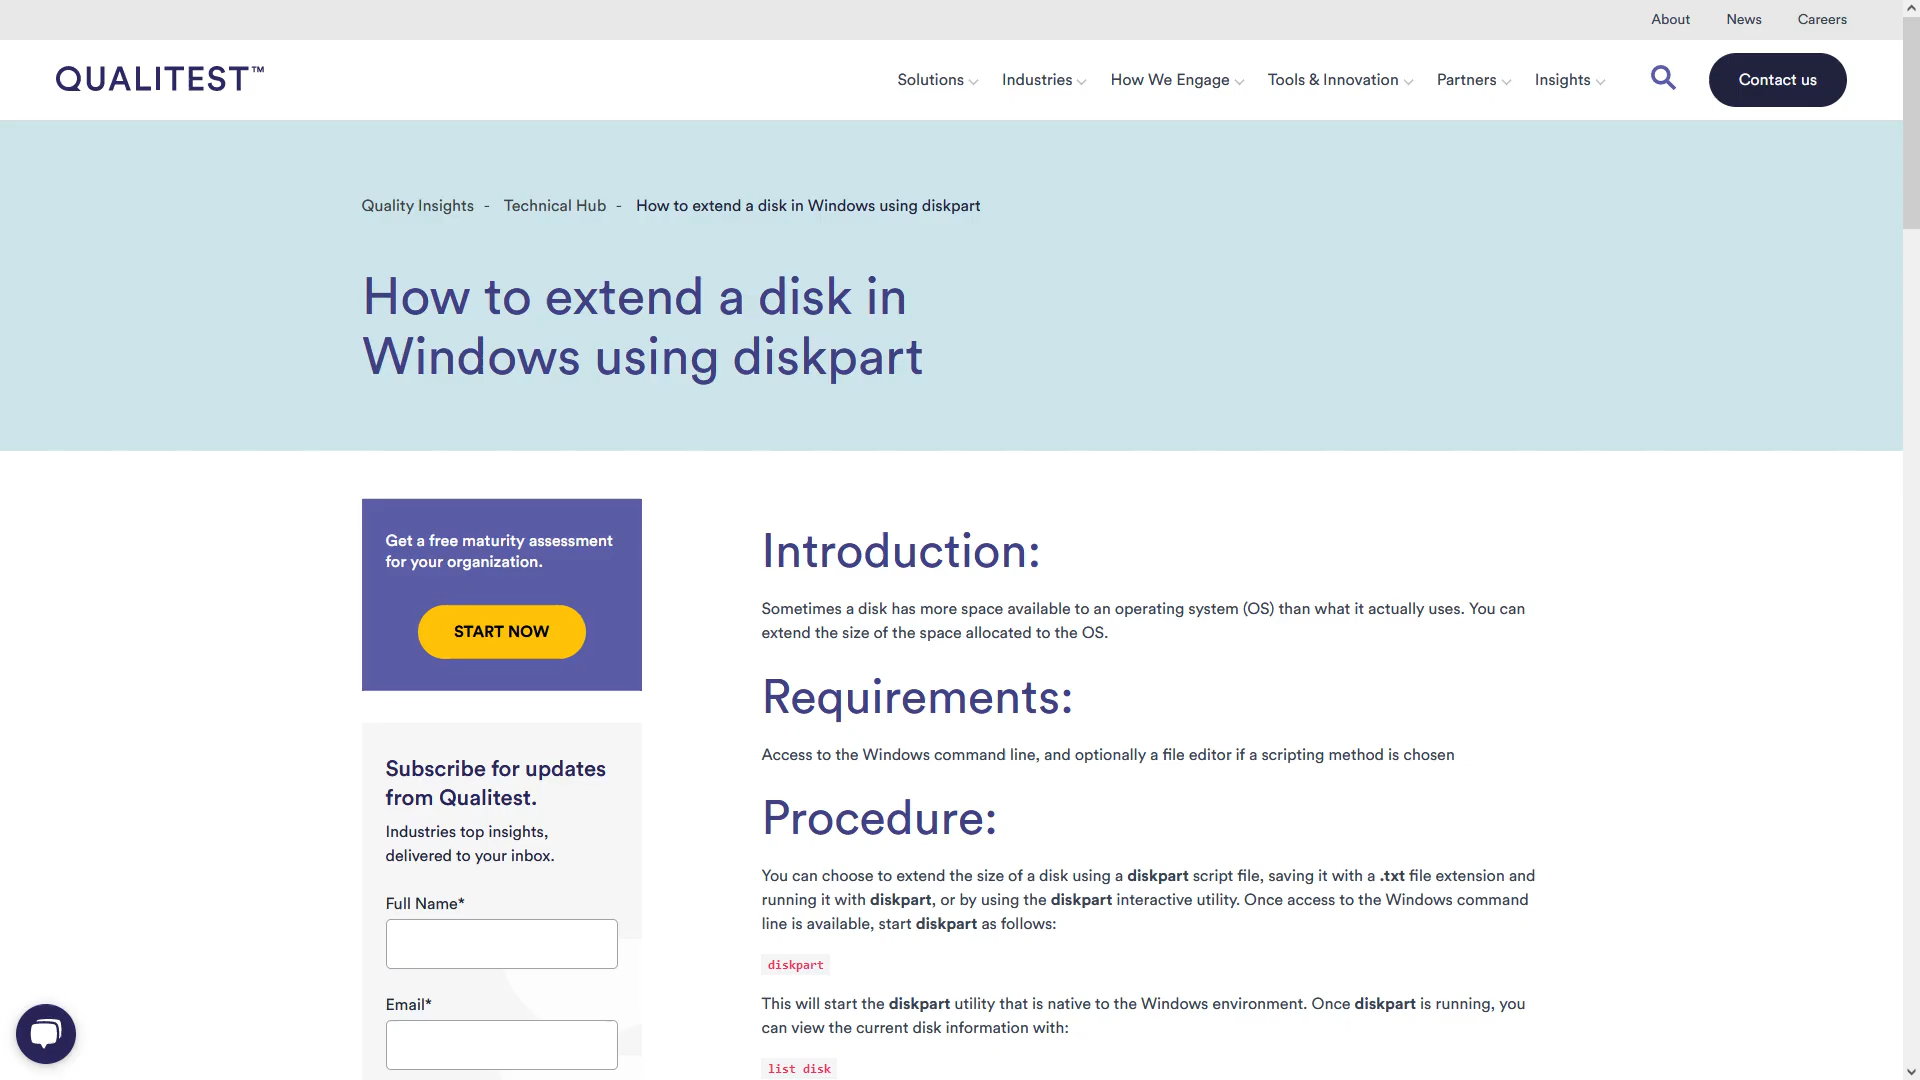 About News Careers
QUALITEST™
Solutions Industries How We Engage Tools & Innovation Partners Insights Contact us
Quality Insights - Technical Hub - How to extend a disk in Windows using diskpart
How to extend a disk in
Windows using diskpart
Get a free maturity assessment
for your organization.
START NOW
Subscribe for updates
from Qualitest.
Industries top insights,
delivered to your inbox.
Full Name*
Email*
Introduction:
Sometimes a disk has more space available to an operating system (OS) than what it actually uses. You can
extend the size of the space allocated to the OS.
Requirements:
Access to the Windows command line, and optionally a file editor if a scripting method is chosen
Procedure:
You can choose to extend the size of a disk using a diskpart script file, saving it with a .txt file extension and
running it with diskpart, or by using the diskpart interactive utility. Once access to the Windows command
line is available, start diskpart as follows:
diskpart
This will start the diskpart utility that is native to the Windows environment. Once diskpart is running, you
can view the current disk information with:
list disk